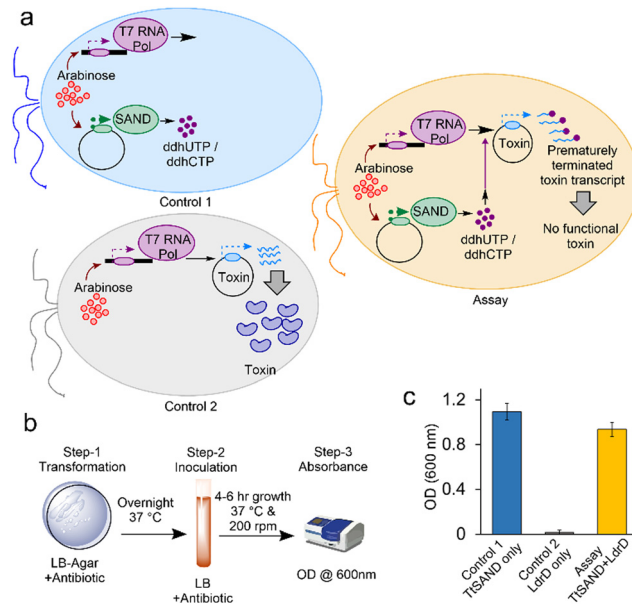 a
T7 RNA
Pol
Arabinose
SAND
ddhUTP /
ddhCTP
Control 1
T7 RNA
Pol
Toxin
Arabinose
Toxin
Control 2
T7 RNA
Pol
Toxin
Arabinose
Prematurely
terminated
toxin transcript
SAND
ddhUTP /
ddhCTP
No functional
toxin
Assay
b
Step-1
Transformation
Overnight
37 °C
LB-Agar
+Antibiotic
Step-2
Inoculation
4-6 hr growth
37 °C &
200 rpm
LB
+Antibiotic
Step-3
Absorbance
OD @ 600nm
c
OD (600 nm)
1.2
0.8
0.4
0
Control 1
TtSAND only
Control 2
LdrD only
Assay
TtSAND+LdrD